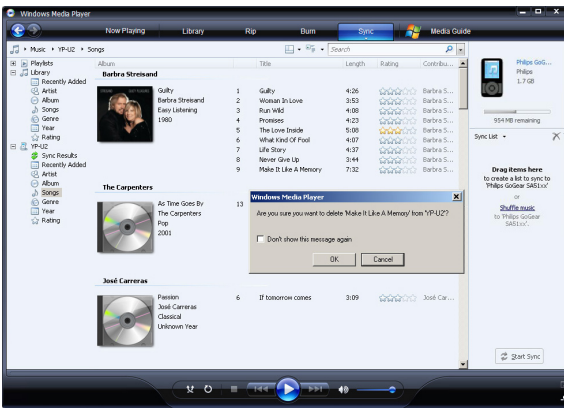 Windows Media Player
Now Playing Library Rip Burn Sync Media Guide
Music YP-U2 Songs Search
Playlists
Library
Recently Added
Artist
Album
Songs
Genre
Year
Rating
YP-U2
Sync Results
Recently Added
Artist
Album
Songs
Genre
Year
Rating
Album Title Length Rating Contribu...
Barbra Streisand
Guilty
Barbra Streisand
Easy Listening
1980
1 Guilty 4:26 Barbra S...
2 Woman In Love 3:53 Barbra S...
3 Run Wild 4:08 Barbra S...
4 Promises 4:23 Barbra S...
5 The Love Inside 5:08 Barbra S...
6 What Kind Of Fool 4:07 Barbra S...
7 Life Story 4:37 Barbra S...
8 Never Give Up 3:44 Barbra S...
9 Make It Like A Memory 7:32 Barbra S...
The Carpenters
As Time Goes By
The Carpenters
Pop
2001
13
José Carreras
Passion
José Carreras
Classical
Unknown Year
6 If tomorrow comes 3:09 José Car...
Windows Media Player
Are you sure you want to delete 'Make It Like A Memory' from 'YP-U2'?
Don't show this message again
OK Cancel
Philips GoG...
Philips
1.7 GB
954 MB remaining
Sync List
Drag items here
to create a list to sync to
'Philips GoGear SA51xx'
or
Shuffle music
to 'Philips GoGear
SA51xx'.
Start Sync